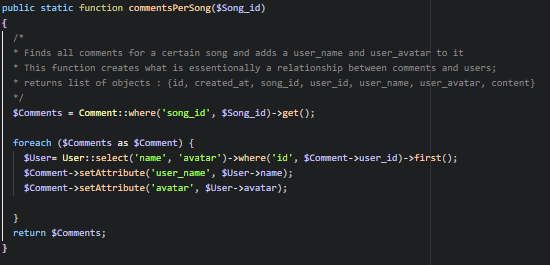 public static function commentsPerSong($Song_id)
{
/*
* Finds all comments for a certain song and adds a user_name and user_avatar to it
* This function creates what is essentionally a relationship between comments and users;
* returns list of objects : {id, created_at, song_id, user_id, user_name, user_avatar, content}
*/
$Comments = Comment::where('song_id', $Song_id)->get();
foreach ($Comments as $Comment) {
$User= User::select('name', 'avatar')->where('id', $Comment->user_id)->first();
$Comment->setAttribute('user_name', $User->name);
$Comment->setAttribute('avatar', $User->avatar);
}
return $Comments;
}